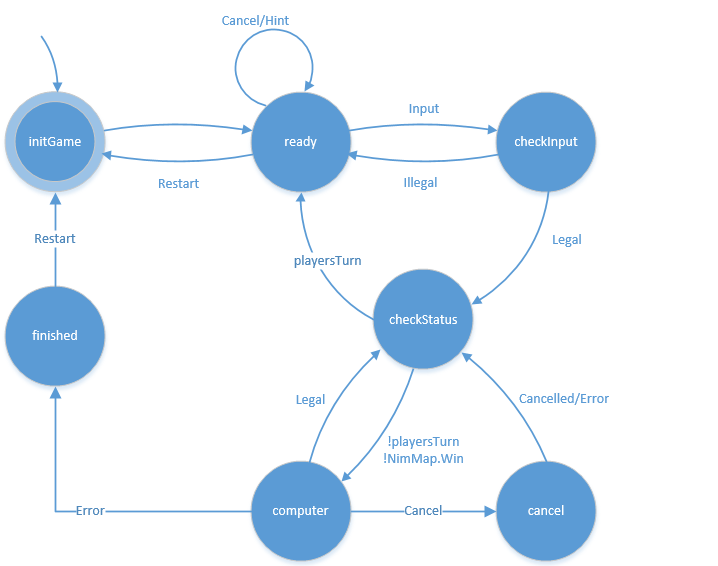 Cancel/Hint
initGame
ready
Input
checkInput
Restart
Illegal
Restart
playersTurn
Legal
finished
checkStatus
Legal
Cancelled/Error
!playersTurn
!NimMap.Win
Error
computer
Cancel
cancel